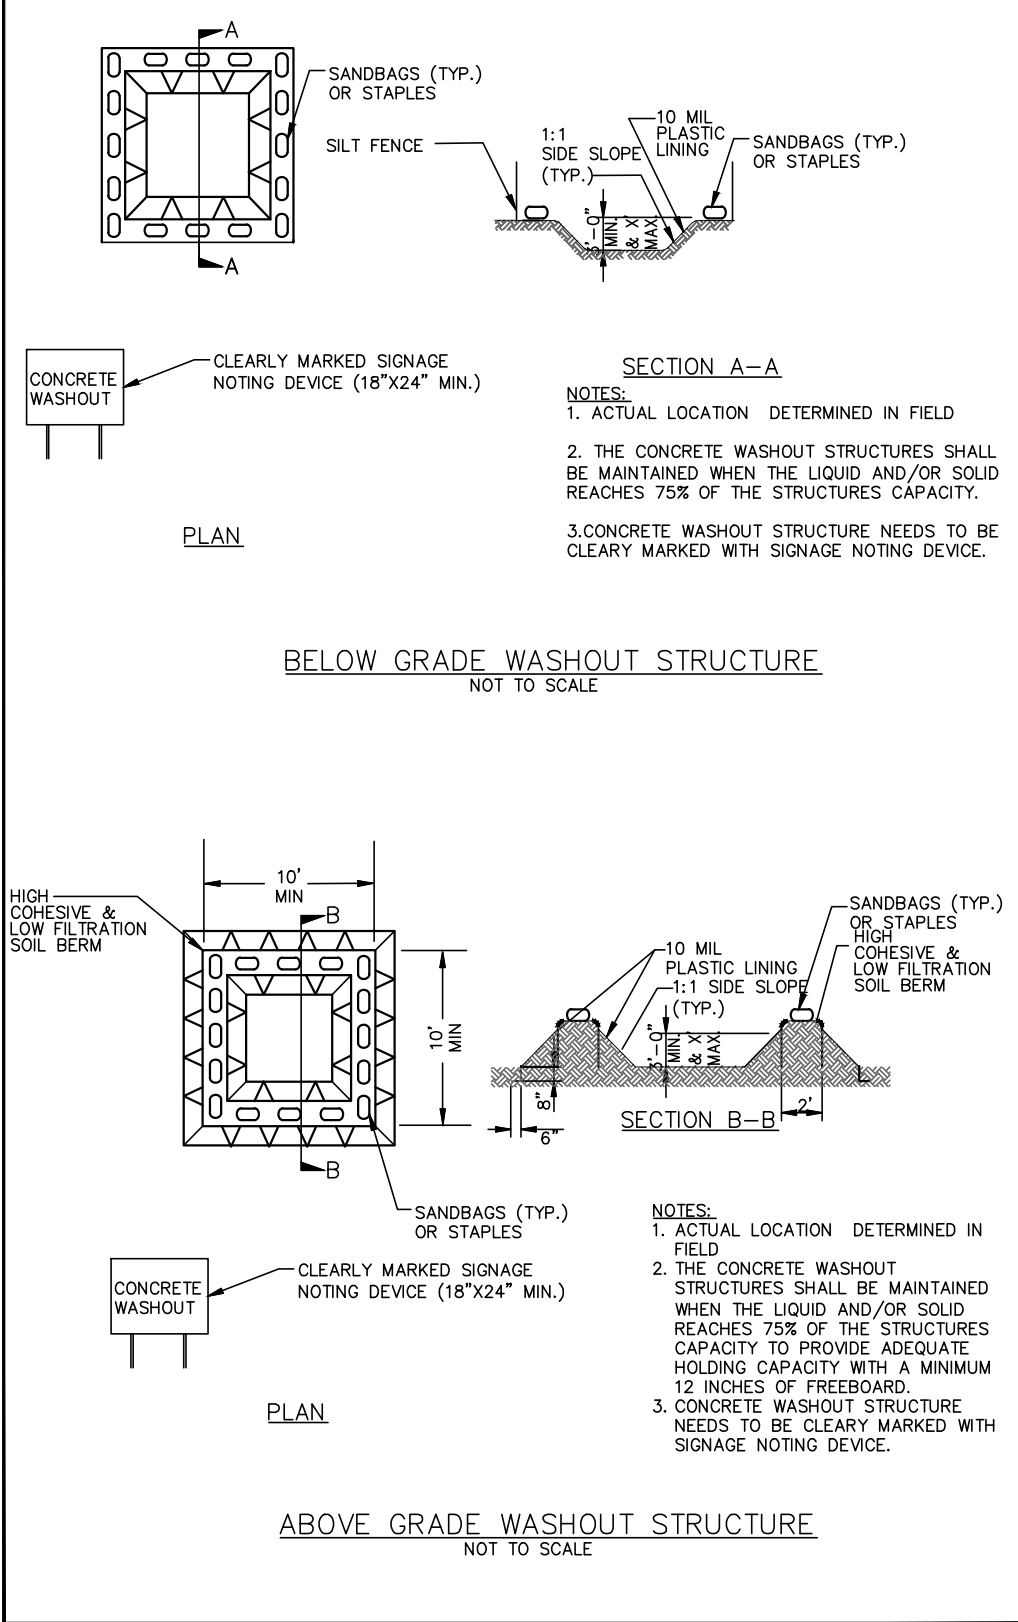 A
SANDBAGS (TYP.)
OR STAPLES
SILT FENCE
A
1:1
SIDE SLOPE
(TYP.)
10 MIL
PLASTIC
LINING
SANDBAGS (TYP.)
OR STAPLES
3'-0"
MIN.
& X'
MAX.
CONCRETE
WASHOUT
CLEARLY MARKED SIGNAGE
NOTING DEVICE (18"X24" MIN.)
PLAN
SECTION A-A
NOTES:
1. ACTUAL LOCATION DETERMINED IN FIELD
2. THE CONCRETE WASHOUT STRUCTURES SHALL
BE MAINTAINED WHEN THE LIQUID AND/OR SOLID
REACHES 75% OF THE STRUCTURES CAPACITY.
3.CONCRETE WASHOUT STRUCTURE NEEDS TO BE
CLEARY MARKED WITH SIGNAGE NOTING DEVICE.
BELOW GRADE WASHOUT STRUCTURE
NOT TO SCALE
10'
MIN
HIGH
COHESIVE &
LOW FILTRATION
SOIL BERM
B
10'
MIN
B
SANDBAGS (TYP.)
OR STAPLES
10 MIL
PLASTIC LINING
1:1 SIDE SLOPE
(TYP.)
SANDBAGS (TYP.)
OR STAPLES
HIGH
COHESIVE &
LOW FILTRATION
SOIL BERM
3'-0"
MIN.
& X'
MAX.
8"
6"
2'
SECTION B-B
CONCRETE
WASHOUT
CLEARLY MARKED SIGNAGE
NOTING DEVICE (18"X24" MIN.)
PLAN
NOTES:
1. ACTUAL LOCATION DETERMINED IN
FIELD
2. THE CONCRETE WASHOUT
STRUCTURES SHALL BE MAINTAINED
WHEN THE LIQUID AND/OR SOLID
REACHES 75% OF THE STRUCTURES
CAPACITY TO PROVIDE ADEQUATE
HOLDING CAPACITY WITH A MINIMUM
12 INCHES OF FREEBOARD.
3. CONCRETE WASHOUT STRUCTURE
NEEDS TO BE CLEARY MARKED WITH
SIGNAGE NOTING DEVICE.
ABOVE GRADE WASHOUT STRUCTURE
NOT TO SCALE